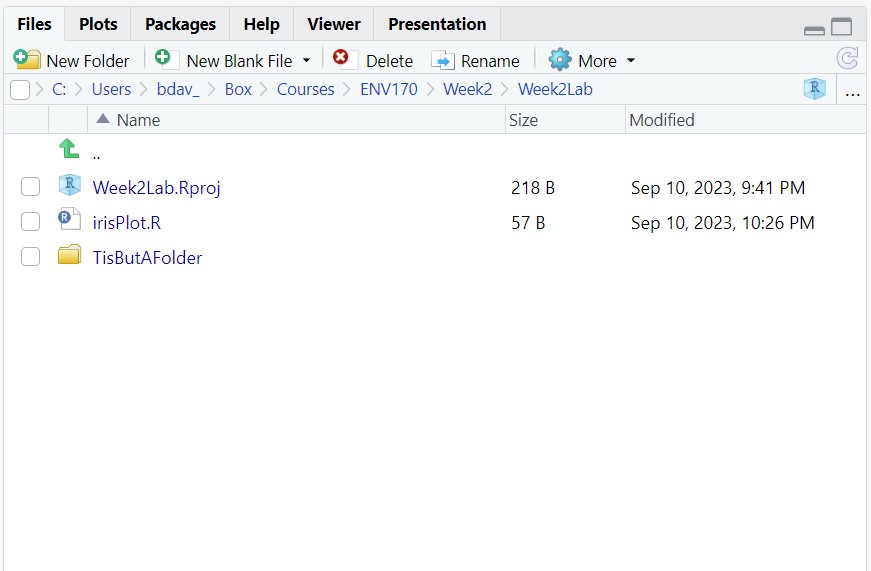 Files Plots Packages Help Viewer Presentation
New Folder New Blank File Delete Rename More
C: Users bdav_ Box Courses ENV170 Week2 Week2Lab R ...
Name Size Modified
..
R Week2Lab.Rproj 218 B Sep 10, 2023, 9:41 PM
R irisPlot.R 57 B Sep 10, 2023, 10:26 PM
TisButAFolder